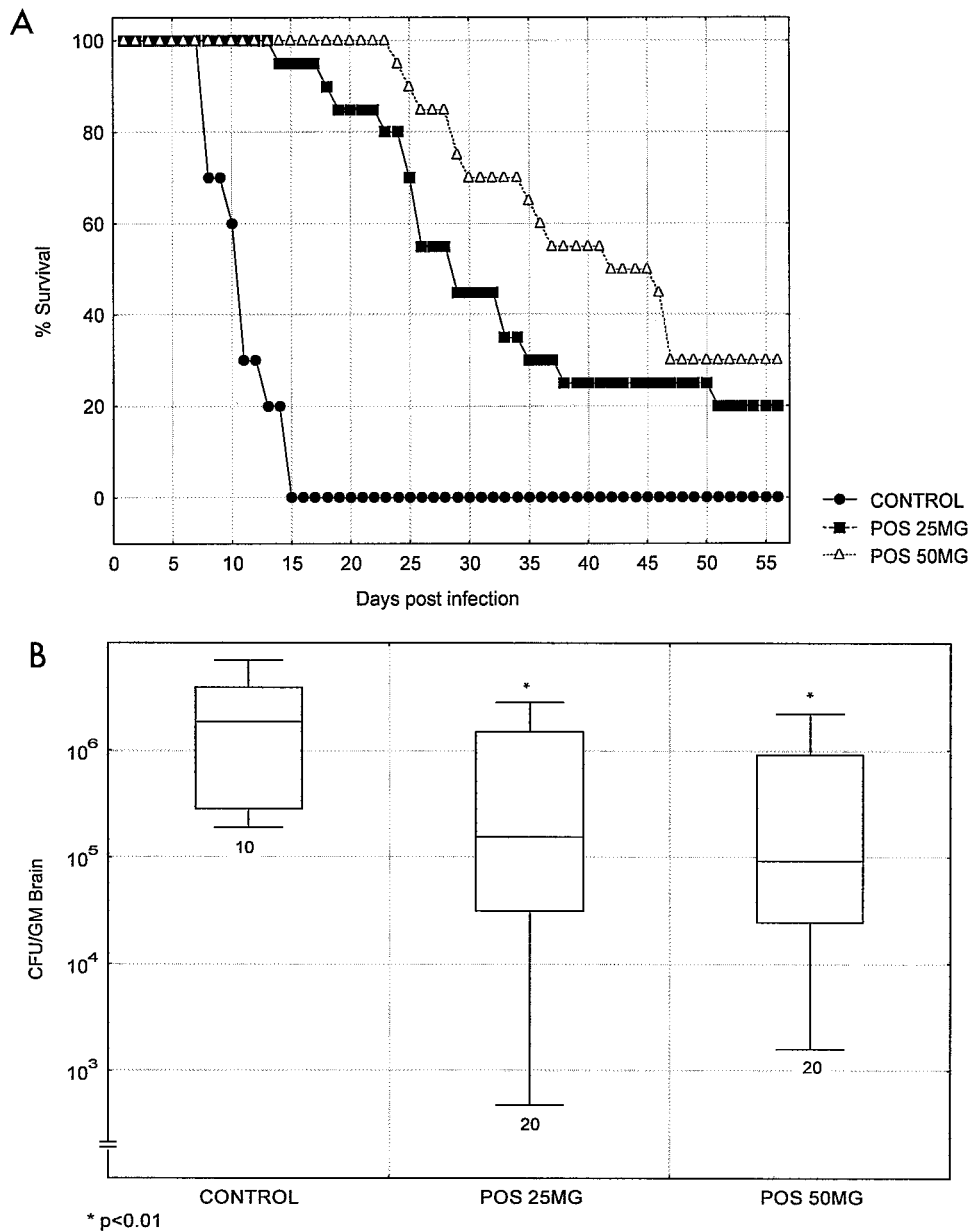 A
100
80
60
40
20
0
% Survival
0 5 10 15 20 25 30 35 40 45 50 55
Days post infection
CONTROL
POS 25MG
POS 50MG
B
10⁶
10⁵
10⁴
10³
CFU/GM Brain
* *
10
20
20
CONTROL POS 25MG POS 50MG
* p<0.01